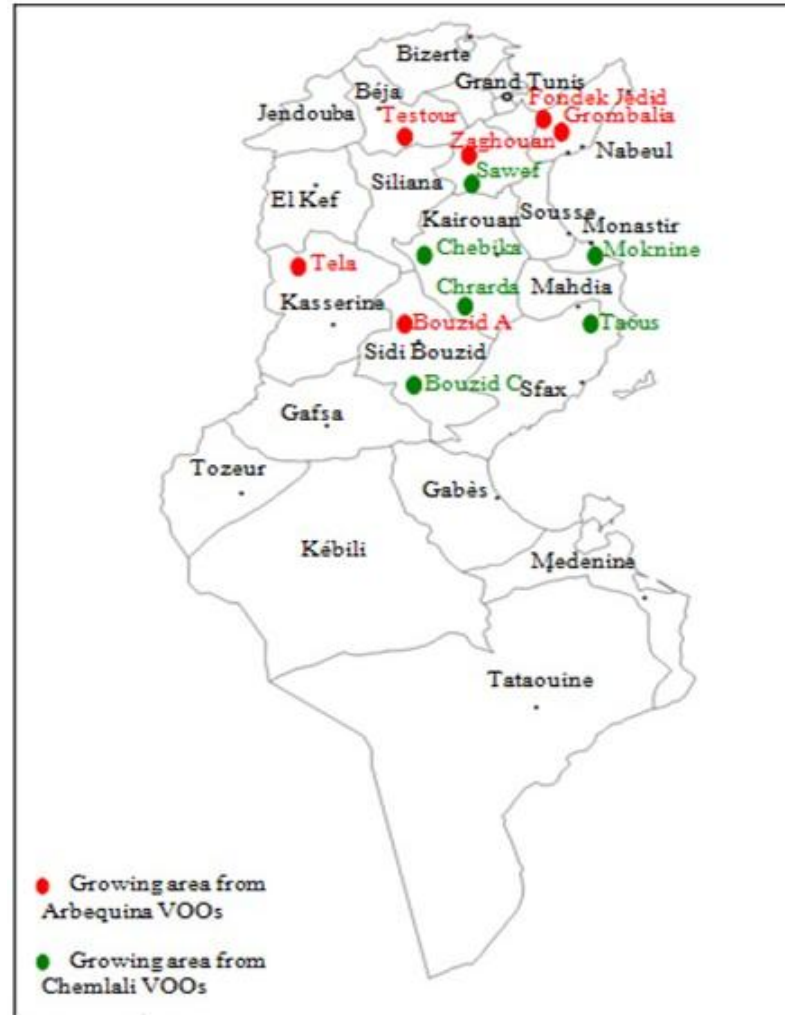 Bizerte
Grand Tunis
Béja
Fondek Jédid
Jendouba
Testour
Grombalia
Zaghouan
Nabeul
Sawef
Siliana
El Kef
Sousse
Kairouan
Monastir
Chebika
Moknine
Tela
Chrarda
Mahdia
Kasserine
Bouzid A
Taous
Sidi Bouzid
Bouzid C
Sfax
Gafsa
Tozeur
Gabès
Kébili
Medenine
Tataouine
Growing area from
Arbequina VOOs
Growing area from
Chemlali VOOs